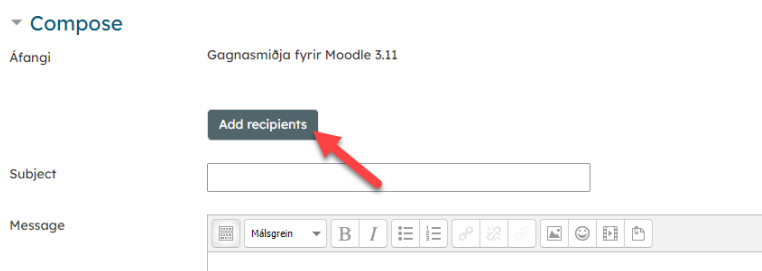 Compose
Áfangi
Gagnasmiðja fyrir Moodle 3.11
Add recipients
Subject
Message
Málsgrein
B I